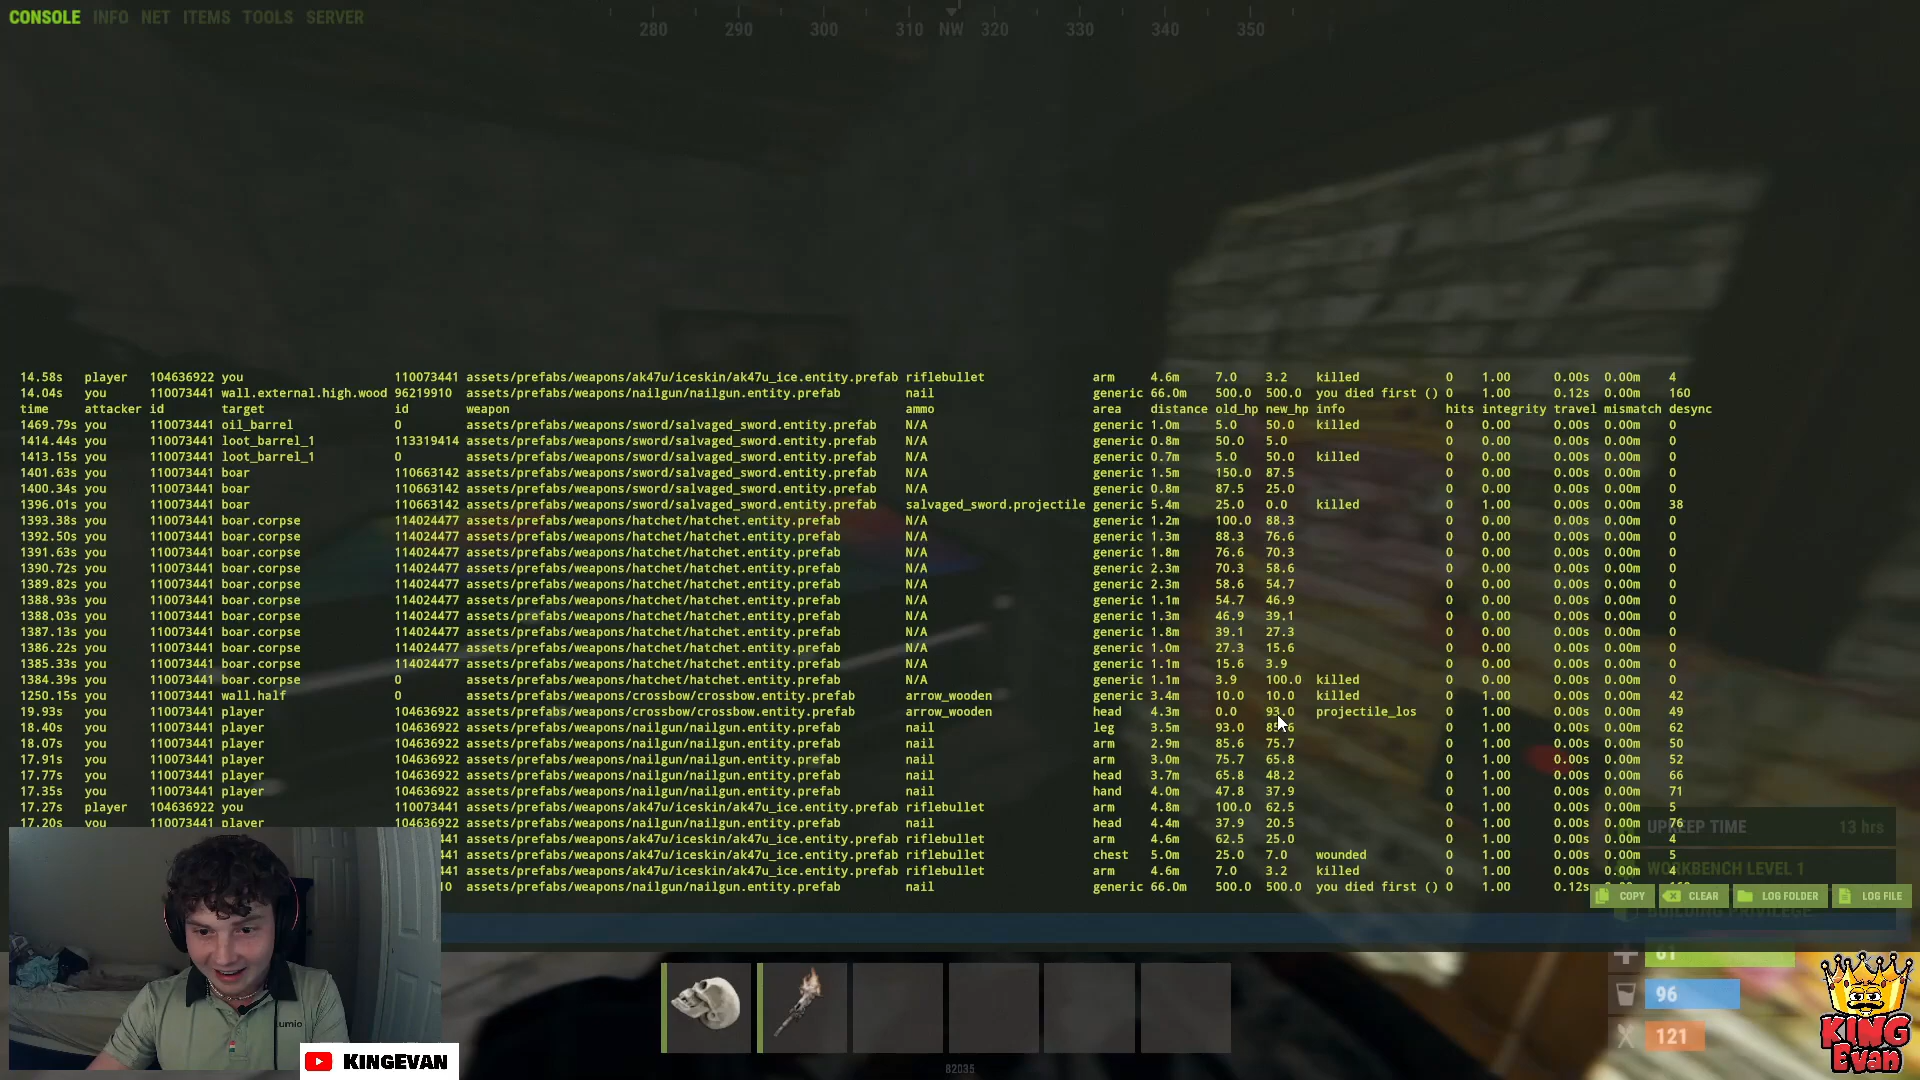 CONSOLE INFO NET ITEMS TOOLS SERVER
280 290 300 310 NW 320 330 340 350
14.58s player 104636922 you 110073441 assets/prefabs/weapons/ak47u/iceskin/ak47u_ice.entity.prefab riflebullet arm 4.6m 7.0 3.2 killed 0 1.00 0.00s 0.00m 4
14.04s you 110073441 wall.external.high.wood 96219910 assets/prefabs/weapons/nailgun/nailgun.entity.prefab nail generic 66.0m 500.0 500.0 you died first () 0 1.00 0.12s 0.00m 160
time attacker id target id weapon ammo area distance old_hp new_hp info hits integrity travel mismatch desync
1469.79s you 110073441 oil_barrel 0 assets/prefabs/weapons/sword/salvaged_sword.entity.prefab N/A generic 1.0m 5.0 50.0 killed 0 0.00 0.00s 0.00m 0
1414.44s you 110073441 loot_barrel_1 113319414 assets/prefabs/weapons/sword/salvaged_sword.entity.prefab N/A generic 0.8m 50.0 5.0 0 0.00 0.00s 0.00m 0
1413.15s you 110073441 loot_barrel_1 0 assets/prefabs/weapons/sword/salvaged_sword.entity.prefab N/A generic 0.7m 5.0 50.0 killed 0 0.00 0.00s 0.00m 0
1401.63s you 110073441 boar 110663142 assets/prefabs/weapons/sword/salvaged_sword.entity.prefab N/A generic 1.5m 150.0 87.5 0 0.00 0.00s 0.00m 0
1400.34s you 110073441 boar 110663142 assets/prefabs/weapons/sword/salvaged_sword.entity.prefab N/A generic 0.8m 87.5 25.0 0 0.00 0.00s 0.00m 0
1396.01s you 110073441 boar 110663142 assets/prefabs/weapons/sword/salvaged_sword.entity.prefab salvaged_sword.projectile generic 5.4m 25.0 0.0 killed 0 1.00 0.00s 0.00m 38
1393.38s you 110073441 boar.corpse 114024477 assets/prefabs/weapons/hatchet/hatchet.entity.prefab N/A generic 1.2m 100.0 88.3 0 0.00 0.00s 0.00m 0
1392.50s you 110073441 boar.corpse 114024477 assets/prefabs/weapons/hatchet/hatchet.entity.prefab N/A generic 1.3m 88.3 76.6 0 0.00 0.00s 0.00m 0
1391.63s you 110073441 boar.corpse 114024477 assets/prefabs/weapons/hatchet/hatchet.entity.prefab N/A generic 1.8m 76.6 70.3 0 0.00 0.00s 0.00m 0
1390.72s you 110073441 boar.corpse 114024477 assets/prefabs/weapons/hatchet/hatchet.entity.prefab N/A generic 2.3m 70.3 58.6 0 0.00 0.00s 0.00m 0
1389.82s you 110073441 boar.corpse 114024477 assets/prefabs/weapons/hatchet/hatchet.entity.prefab N/A generic 2.3m 58.6 54.7 0 0.00 0.00s 0.00m 0
1388.93s you 110073441 boar.corpse 114024477 assets/prefabs/weapons/hatchet/hatchet.entity.prefab N/A generic 1.1m 54.7 46.9 0 0.00 0.00s 0.00m 0
1388.03s you 110073441 boar.corpse 114024477 assets/prefabs/weapons/hatchet/hatchet.entity.prefab N/A generic 1.3m 46.9 39.1 0 0.00 0.00s 0.00m 0
1387.13s you 110073441 boar.corpse 114024477 assets/prefabs/weapons/hatchet/hatchet.entity.prefab N/A generic 1.8m 39.1 27.3 0 0.00 0.00s 0.00m 0
1386.22s you 110073441 boar.corpse 114024477 assets/prefabs/weapons/hatchet/hatchet.entity.prefab N/A generic 1.0m 27.3 15.6 0 0.00 0.00s 0.00m 0
1385.33s you 110073441 boar.corpse 114024477 assets/prefabs/weapons/hatchet/hatchet.entity.prefab N/A generic 1.1m 15.6 3.9 0 0.00 0.00s 0.00m 0
1384.39s you 110073441 boar.corpse 0 assets/prefabs/weapons/hatchet/hatchet.entity.prefab N/A generic 1.1m 3.9 100.0 killed 0 0.00 0.00s 0.00m 0
1250.15s you 110073441 wall.half 0 assets/prefabs/weapons/crossbow/crossbow.entity.prefab arrow_wooden generic 3.4m 10.0 10.0 killed 0 1.00 0.00s 0.00m 42
19.93s you 110073441 player 104636922 assets/prefabs/weapons/crossbow/crossbow.entity.prefab arrow_wooden head 4.3m 0.0 93.0 projectile_los 0 1.00 0.00s 0.00m 49
18.40s you 110073441 player 104636922 assets/prefabs/weapons/nailgun/nailgun.entity.prefab nail leg 3.5m 93.0 0 1.00 0.00s 0.00m 62
18.07s you 110073441 player 104636922 assets/prefabs/weapons/nailgun/nailgun.entity.prefab nail arm 2.9m 85.6 75.7 0 1.00 0.00s 0.00m 50
17.91s you 110073441 player 104636922 assets/prefabs/weapons/nailgun/nailgun.entity.prefab nail arm 3.0m 75.7 65.8 0 1.00 0.00s 0.00m 52
17.77s you 110073441 player 104636922 assets/prefabs/weapons/nailgun/nailgun.entity.prefab nail head 3.7m 65.8 48.2 0 1.00 0.00s 0.00m 66
17.35s you 110073441 player 104636922 assets/prefabs/weapons/nailgun/nailgun.entity.prefab nail hand 4.0m 47.8 37.9 0 1.00 0.00s 0.00m 71
17.27s player 104636922 you 110073441 assets/prefabs/weapons/ak47u/iceskin/ak47u_ice.entity.prefab riflebullet arm 4.8m 100.0 62.5 0 1.00 0.00s 0.00m 5
17.20s you 110073441 player 104636922 assets/prefabs/weapons/nailgun/nailgun.entity.prefab nail head 4.4m 37.9 20.5 0 1.00 0.00s 0.00m 76
441 assets/prefabs/weapons/ak47u/iceskin/ak47u_ice.entity.prefab riflebullet arm 4.6m 62.5 25.0 0 1.00 0.00s 0.00m 4
441 assets/prefabs/weapons/ak47u/iceskin/ak47u_ice.entity.prefab riflebullet chest 5.0m 25.0 7.0 wounded 0 1.00 0.00s 0.00m 5
441 assets/prefabs/weapons/ak47u/iceskin/ak47u_ice.entity.prefab riflebullet arm 4.6m 7.0 3.2 killed 0 1.00 0.00s 0.00m 4
10 assets/prefabs/weapons/nailgun/nailgun.entity.prefab nail generic 66.0m 500.0 500.0 you died first () 0 1.00 0.12s
UPKEEP TIME 13 hrs
WORKBENCH LEVEL 1
COPY CLEAR LOG FOLDER LOG FILE
BUILDING PRIVILEGE
61
96
121
KING
Evan
KINGEVAN
82035